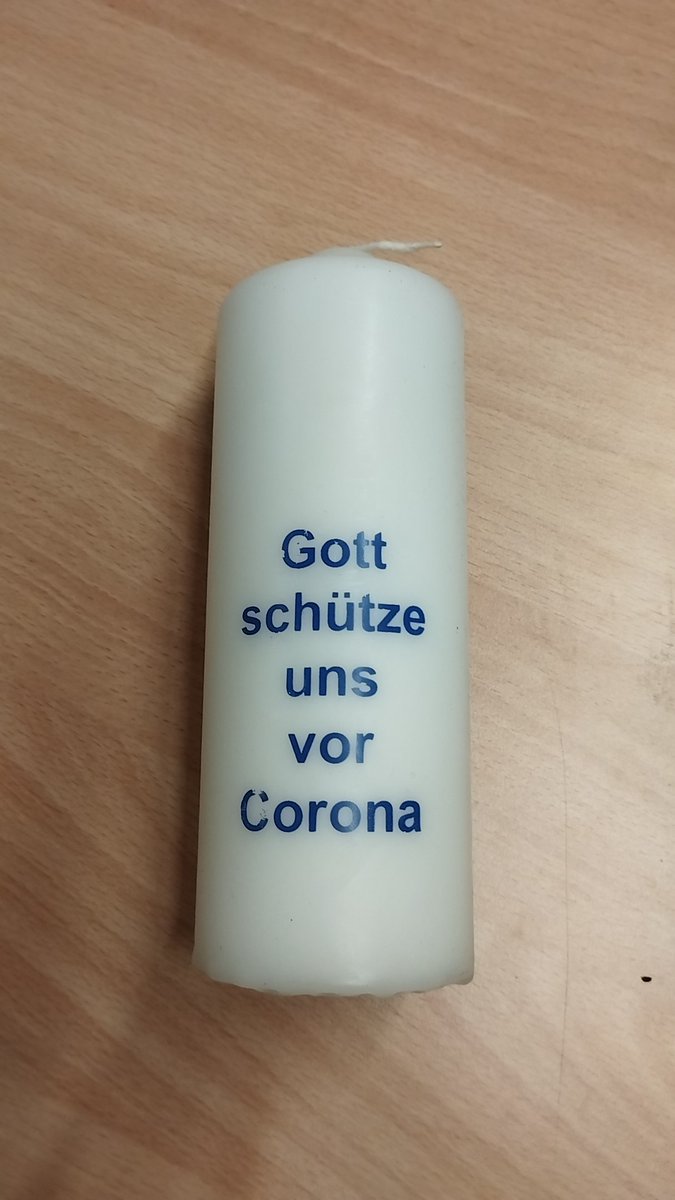 Gott
schütze
uns
vor
Corona